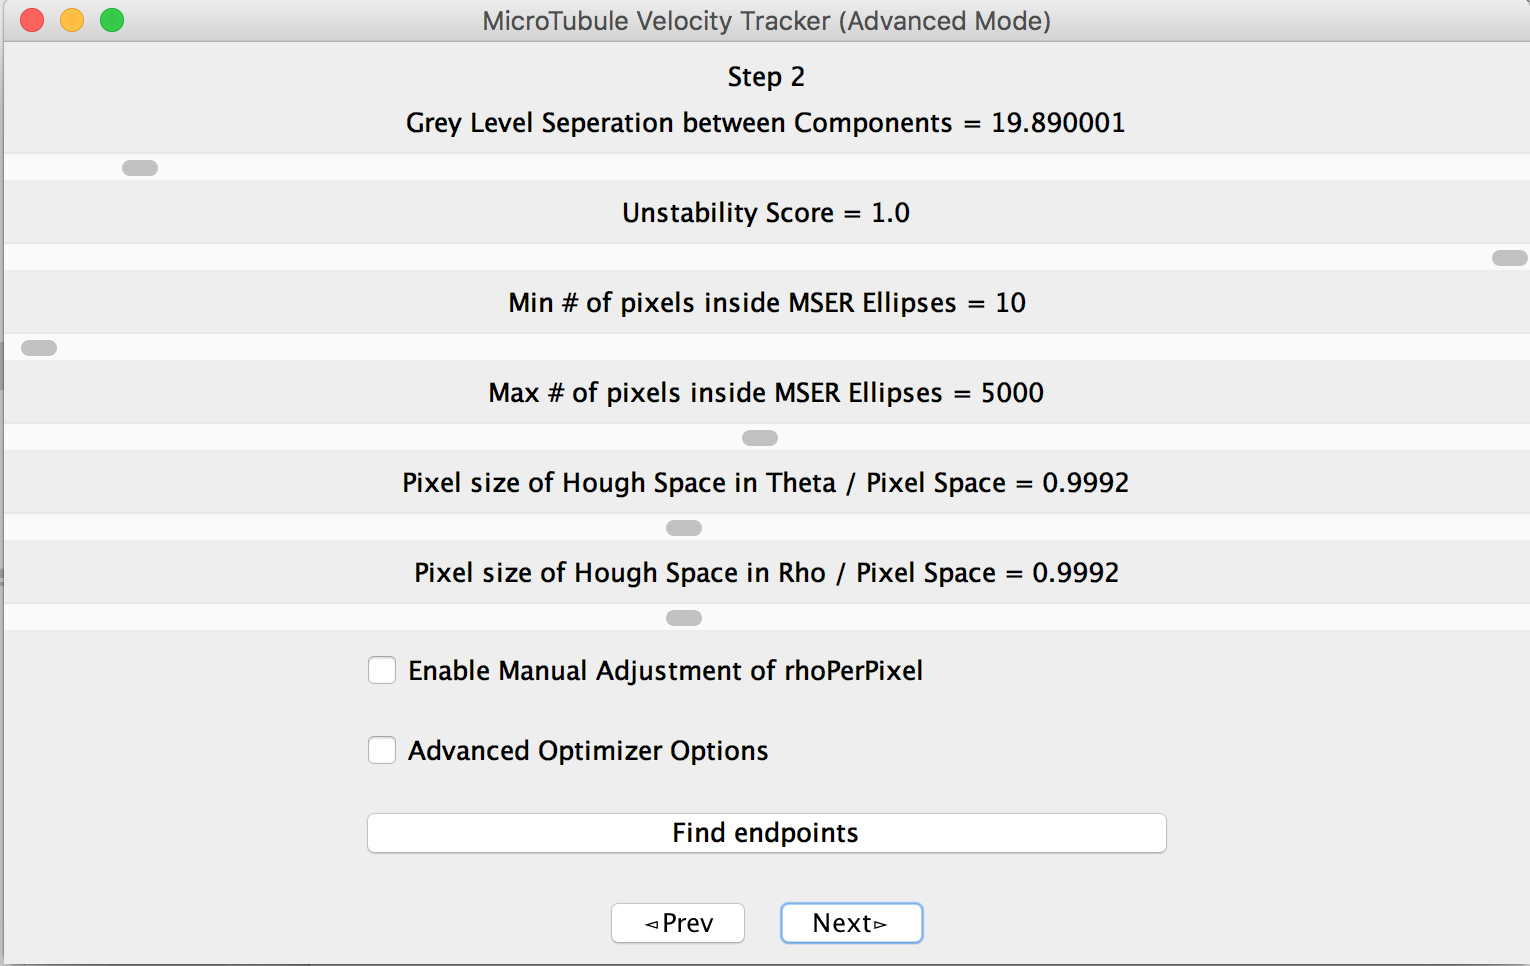 MicroTubule Velocity Tracker (Advanced Mode)
Step 2
Grey Level Seperation between Components = 19.890001
Unstability Score = 1.0
Min # of pixels inside MSER Ellipses = 10
Max # of pixels inside MSER Ellipses = 5000
Pixel size of Hough Space in Theta / Pixel Space = 0.9992
Pixel size of Hough Space in Rho / Pixel Space = 0.9992
Enable Manual Adjustment of rhoPerPixel
Advanced Optimizer Options
Find endpoints
◅Prev
Next▻